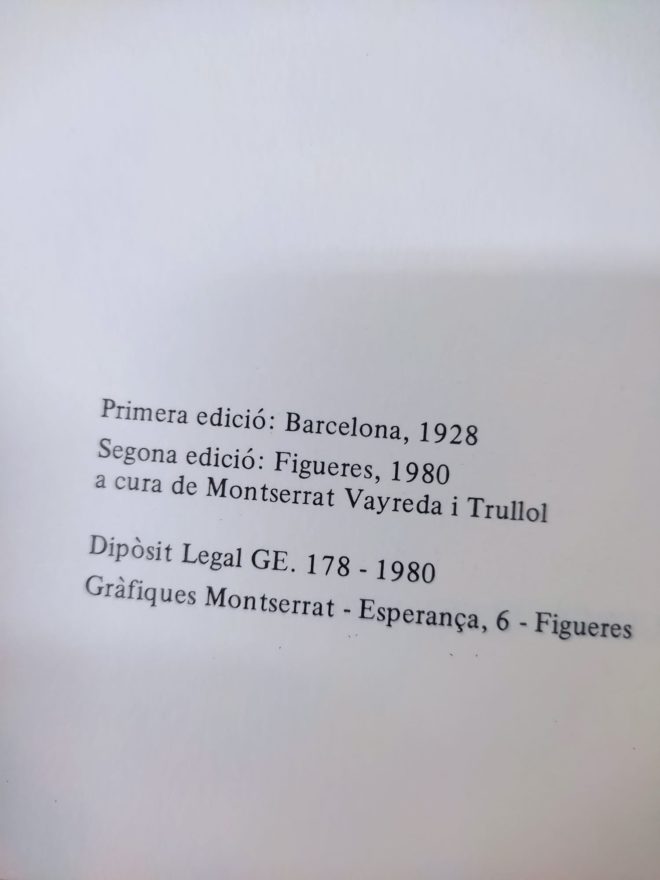 Primera edició: Barcelona, 1928
Segona edició: Figueres, 1980
a cura de Montserrat Vayreda i Trullol
Dipòsit Legal GE. 178 - 1980
Gràfiques Montserrat - Esperança, 6 - Figueres